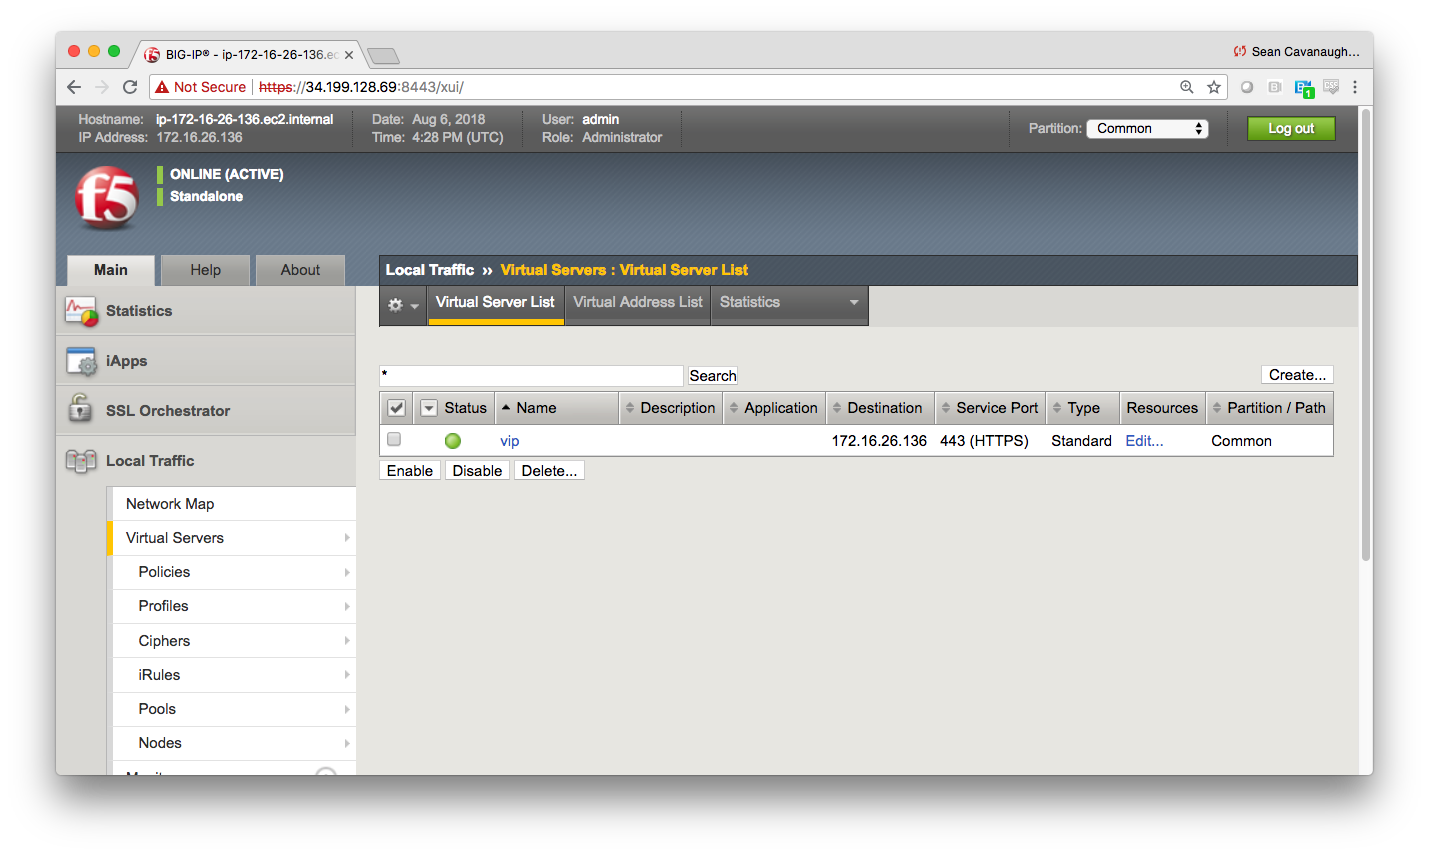 BIG-IP® - ip-172-16-26-136.ec
Sean Cavanaugh...
Not Secure https://34.199.128.69:8443/xui/
1
Hostname: ip-172-16-26-136.ec2.internal
IP Address: 172.16.26.136
Date: Aug 6, 2018
Time: 4:28 PM (UTC)
User: admin
Role: Administrator
Partition: Common
Log out
f5
ONLINE (ACTIVE)
Standalone
Main Help About
Local Traffic ›› Virtual Servers : Virtual Server List
Virtual Server List Virtual Address List Statistics
Statistics
iApps
SSL Orchestrator
Local Traffic
Network Map
Virtual Servers
Policies
Profiles
Ciphers
iRules
Pools
Nodes
* Search Create...
Status Name Description Application Destination Service Port Type Resources Partition / Path
vip 172.16.26.136 443 (HTTPS) Standard Edit... Common
Enable Disable Delete...